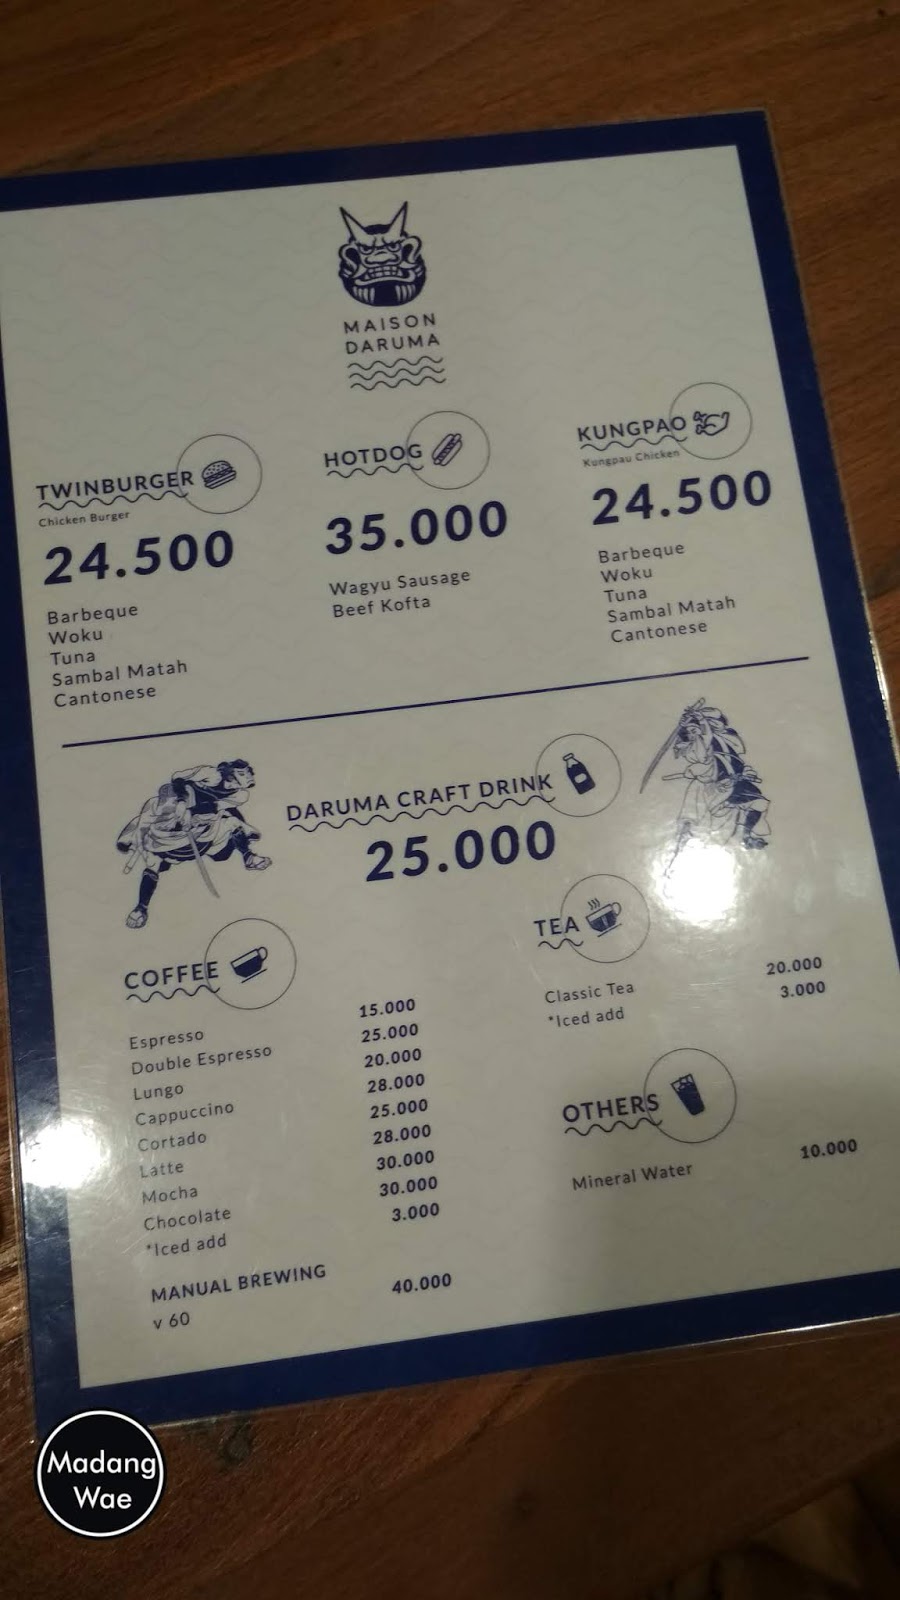 MAISON
DARUMA
TWINBURGER
Chicken Burger
24.500
Barbeque
Woku
Tuna
Sambal Matah
Cantonese
HOTDOG
35.000
Wagyu Sausage
Beef Kofta
KUNGPAO
Kungpau Chicken
24.500
Barbeque
Woku
Tuna
Sambal Matah
Cantonese
DARUMA CRAFT DRINK
25.000
COFFEE
Espresso 15.000
Double Espresso 25.000
Lungo 20.000
Cappuccino 28.000
Cortado 25.000
Latte 28.000
Mocha 30.000
Chocolate 30.000
*Iced add 3.000
MANUAL BREWING
v 60 40.000
TEA
Classic Tea 20.000
*Iced add 3.000
OTHERS
Mineral Water 10.000
Madang
Wae